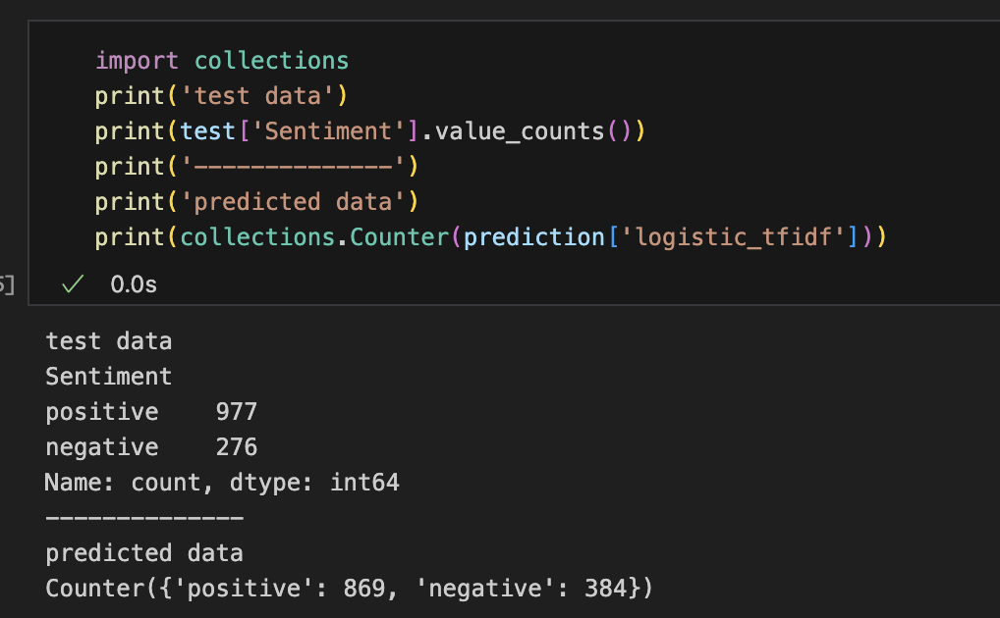 import collections
print('test data')
print(test['Sentiment'].value_counts())
print('--------------')
print('predicted data')
print(collections.Counter(prediction['logistic_tfidf']))
5]
✓ 0.0s
test data
Sentiment
positive    977
negative    276
Name: count, dtype: int64
--------------
predicted data
Counter({'positive': 869, 'negative': 384})